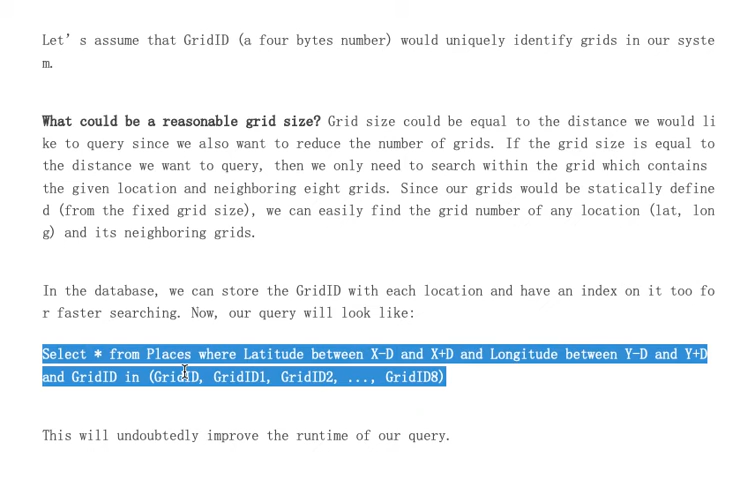 Let's assume that GridID (a four bytes number) would uniquely identify grids in our syste
m.
What could be a reasonable grid size? Grid size could be equal to the distance we would li
ke to query since we also want to reduce the number of grids. If the grid size is equal to
the distance we want to query, then we only need to search within the grid which contains
the given location and neighboring eight grids. Since our grids would be statically define
d (from the fixed grid size), we can easily find the grid number of any location (lat, lon
g) and its neighboring grids.
In the database, we can store the GridID with each location and have an index on it too fo
r faster searching. Now, our query will look like:
Select * from Places where Latitude between X-D and X+D and Longitude between Y-D and Y+D
and GridID in (GridID, GridID1, GridID2, ..., GridID8)
This will undoubtedly improve the runtime of our query.